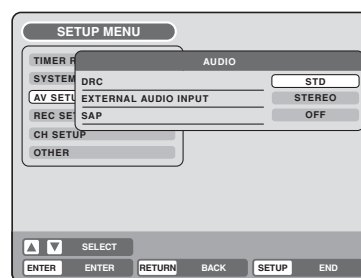 SETUP MENU
TIMER R
AUDIO
SYSTEM
DRC STD
AV SETU
EXTERNAL AUDIO INPUT STEREO
REC SET
SAP OFF
CH SETUP
OTHER
SELECT
ENTER ENTER RETURN BACK SETUP END